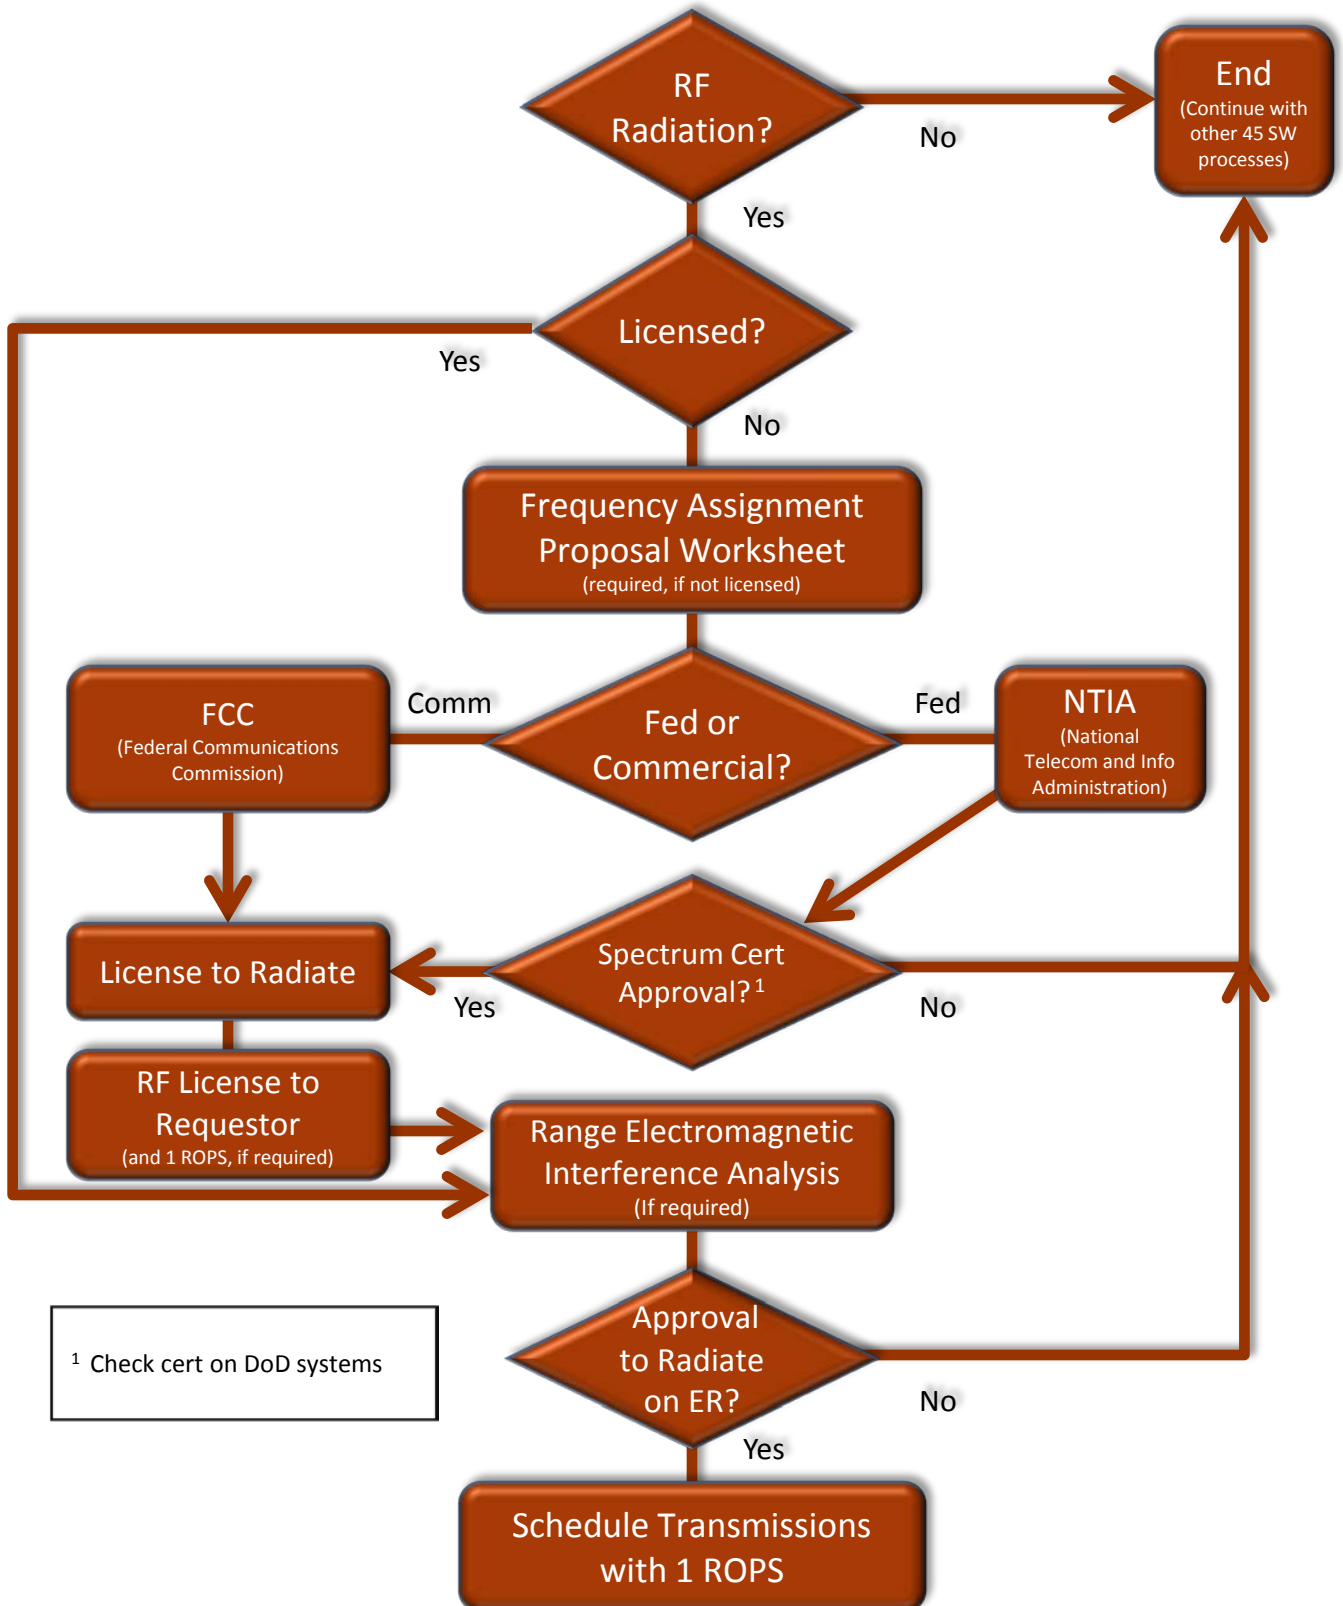 RF
Radiation?
No
End
(Continue with
other 45 SW
processes)
Yes
Licensed?
Yes
No
Frequency Assignment
Proposal Worksheet
(required, if not licensed)
FCC
(Federal Communications
Commission)
Comm
Fed or
Commercial?
Fed
NTIA
(National
Telecom and Info
Administration)
License to Radiate
Yes
Spectrum Cert
Approval? 1
No
RF License to
Requestor
(and 1 ROPS, if required)
Range Electromagnetic
Interference Analysis
(If required)
1 Check cert on DoD systems
Approval
to Radiate
on ER?
No
Yes
Schedule Transmissions
with 1 ROPS